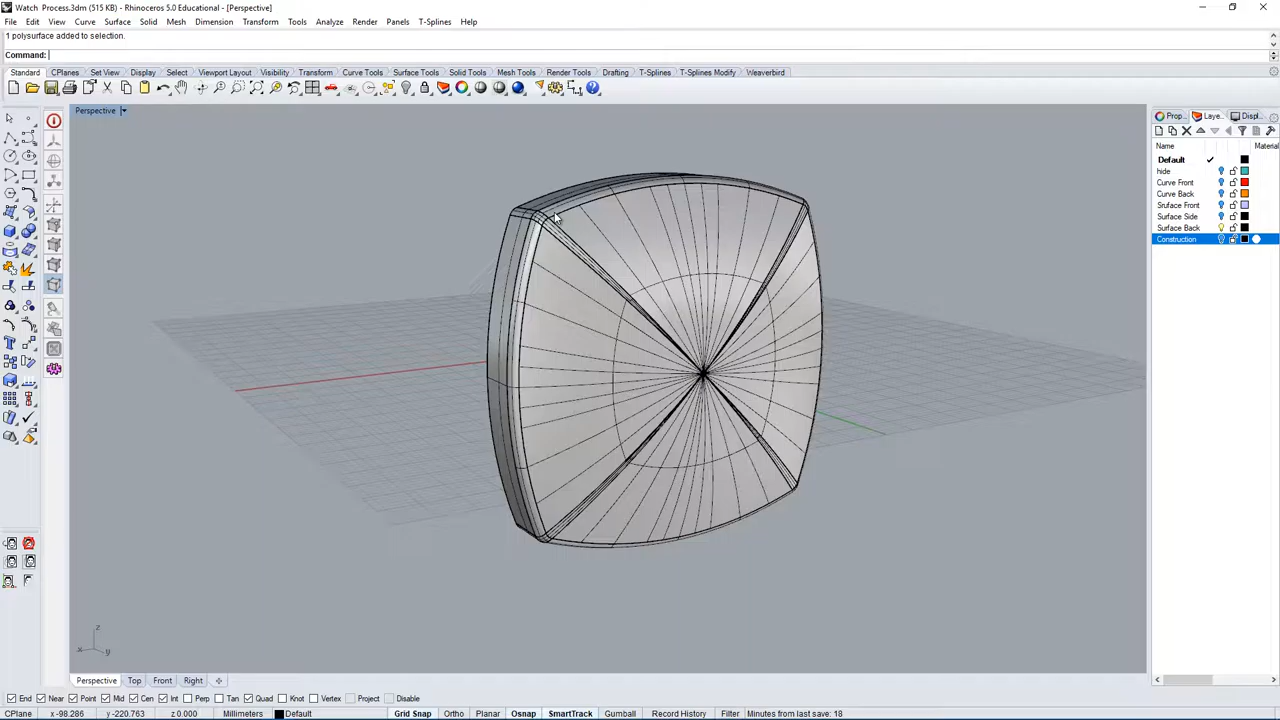 Watch  Process.3dm (515 KB) - Rhinoceros 5.0 Educational - [Perspective]
File Edit View Curve Surface Solid Mesh Dimension Transform Tools Analyze Render Panels T-Splines Help
1 polysurface added to selection.
Command:
Standard CPlanes Set View Display Select Viewport Layout Visibility Transform Curve Tools Surface Tools Solid Tools Mesh Tools Render Tools Drafting T-Splines T-Splines Modify Weaverbird
Perspective
Prop... Laye... Displ...
Name Material
Default
hide
Curve Front
Curve Back
Sruface Front
Surface Side
Surface Back
Construction
z
x y
Perspective Top Front Right
End Near Point Mid Cen Int Perp Tan Quad Knot Vertex Project Disable
CPlane x -98.286 y -220.763 z 0.000 Millimeters Default Grid Snap Ortho Planar Osnap SmartTrack Gumball Record History Filter Minutes from last save: 18